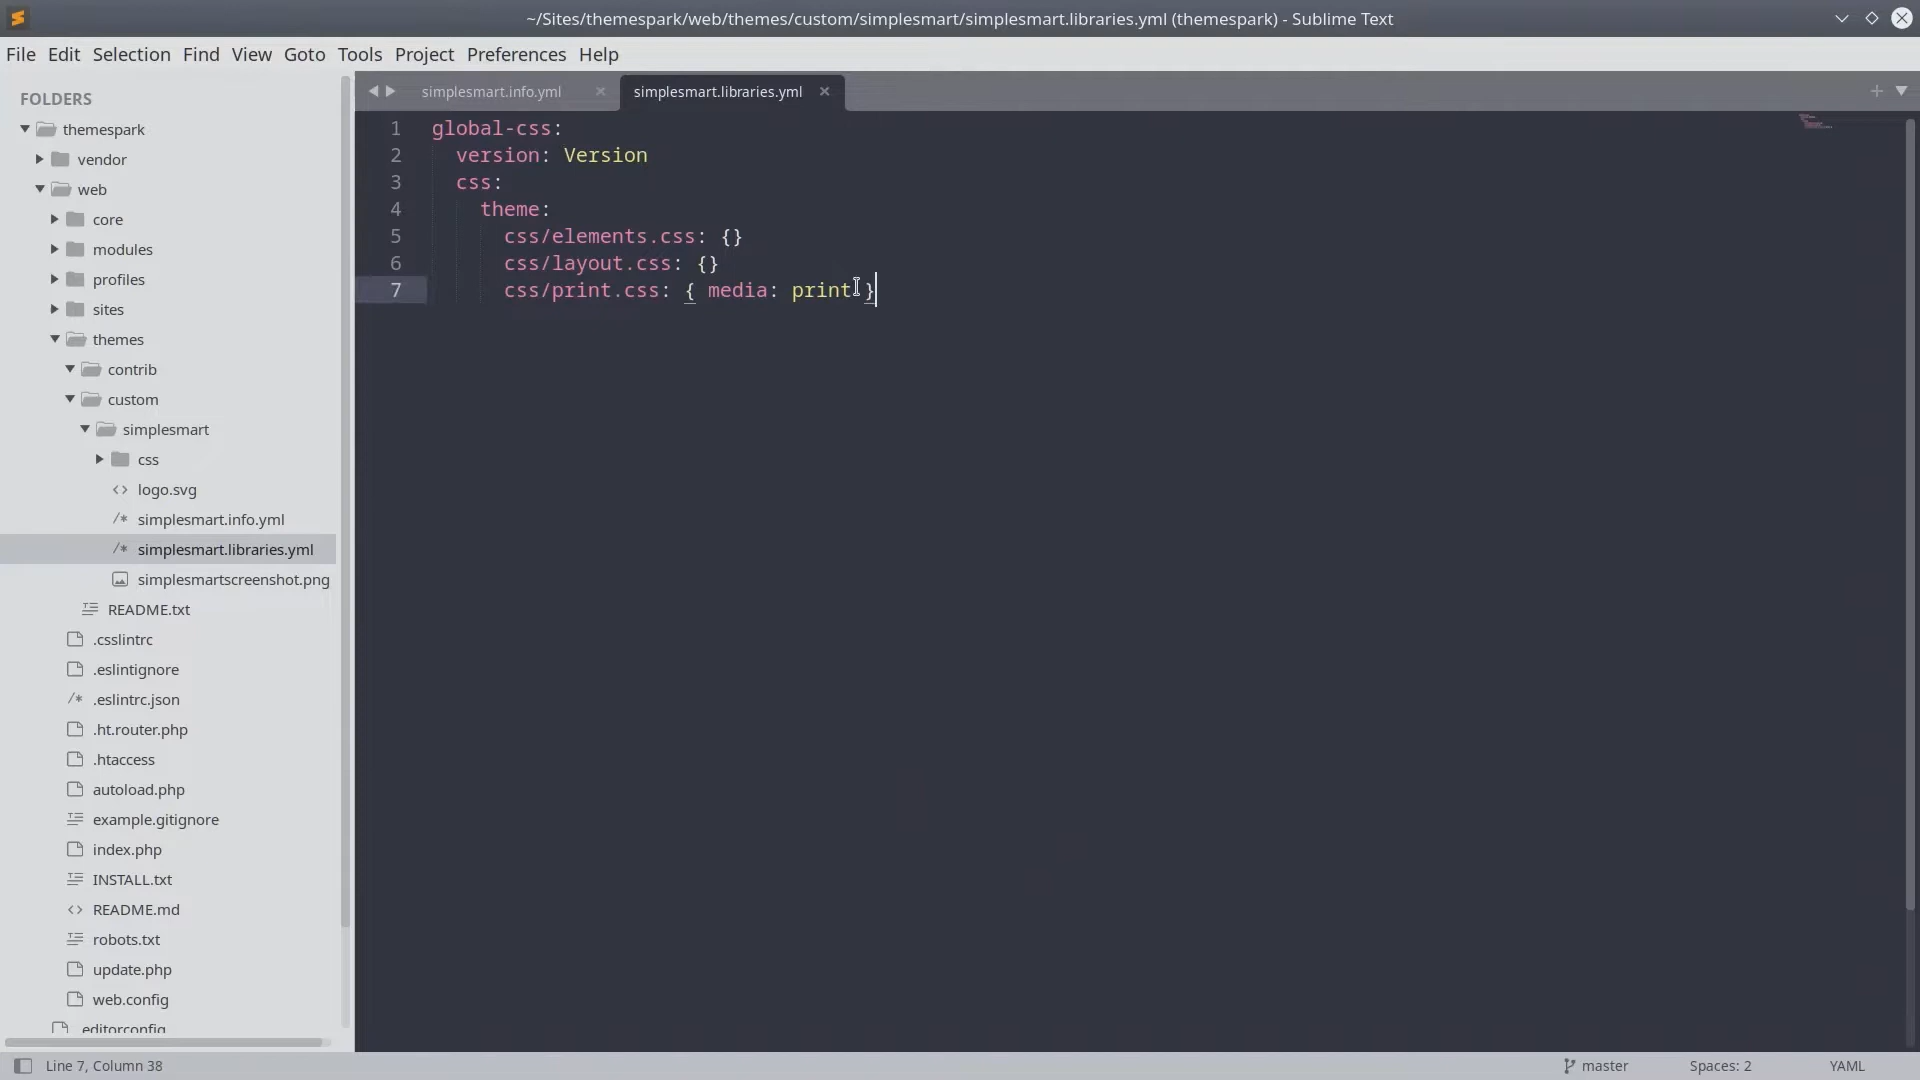 ~/Sites/themespark/web/themes/custom/simplesmart/simplesmart.libraries.yml (themespark) - Sublime Text
File Edit Selection Find View Goto Tools Project Preferences Help
FOLDERS
themespark
vendor
web
core
modules
profiles
sites
themes
contrib
custom
simplesmart
css
<> logo.svg
/* simplesmart.info.yml
/* simplesmart.libraries.yml
simplesmartscreenshot.png
README.txt
.csslintrc
.eslintignore
/* .eslintrc.json
.ht.router.php
.htaccess
autoload.php
example.gitignore
index.php
INSTALL.txt
<> README.md
robots.txt
update.php
web.config
editorconfig
simplesmart.info.yml simplesmart.libraries.yml
1 global-css:
2 version: Version
3 css:
4 theme:
5 css/elements.css: {}
6 css/layout.css: {}
7 css/print.css: { media: print }
Line 7, Column 38 master Spaces: 2 YAML